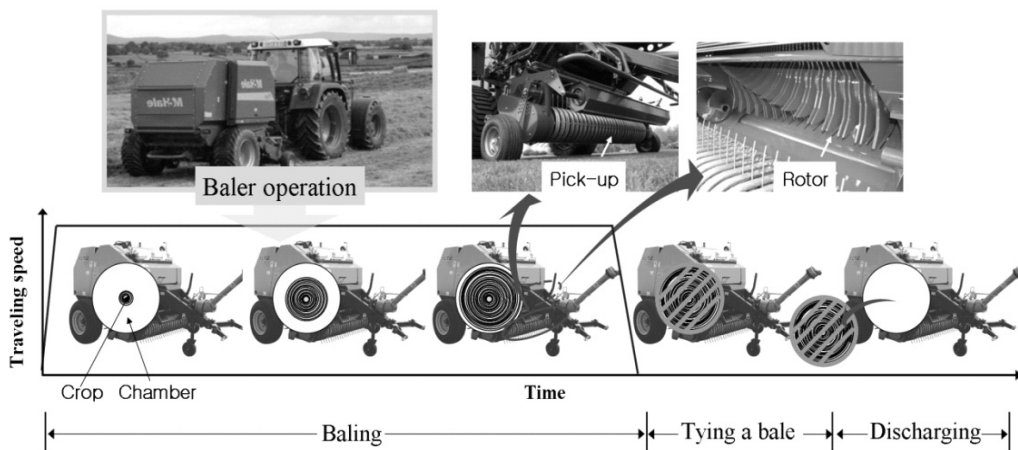 Baler operation
Pick-up
Rotor
Traveling speed
Crop
Chamber
Time
Baling
Tying a bale
Discharging